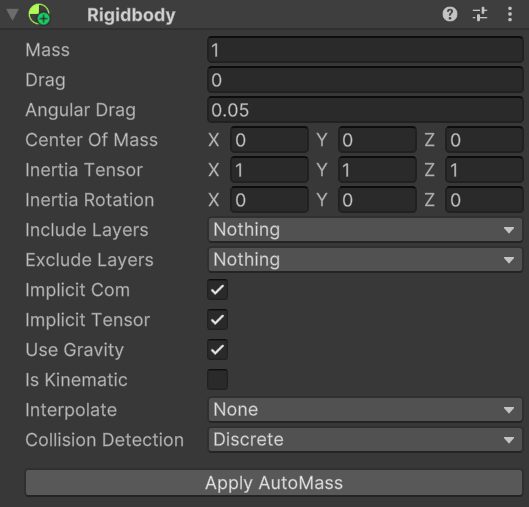 Rigidbody
Mass 1
Drag 0
Angular Drag 0.05
Center Of Mass X 0 Y 0 Z 0
Inertia Tensor X 1 Y 1 Z 1
Inertia Rotation X 0 Y 0 Z 0
Include Layers Nothing
Exclude Layers Nothing
Implicit Com
Implicit Tensor
Use Gravity
Is Kinematic
Interpolate None
Collision Detection Discrete
Apply AutoMass